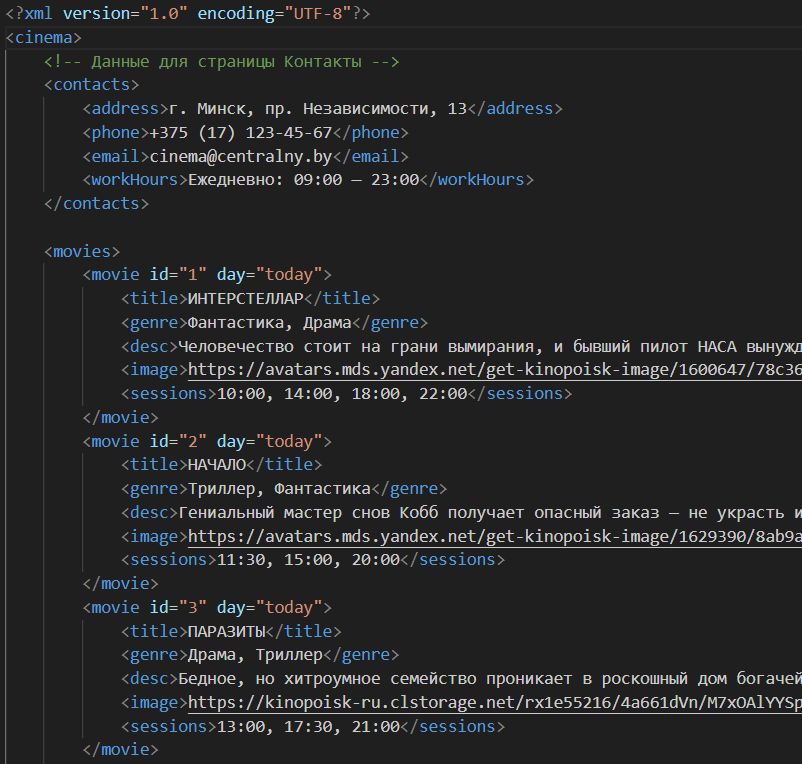 <?xml version="1.0" encoding="UTF-8"?>
<cinema>
<!-- Данные для страницы Контакты -->
<contacts>
<address>г. Минск, пр. Независимости, 13</address>
<phone>+375 (17) 123-45-67</phone>
<email>cinema@centralny.by</email>
<workHours>Ежедневно: 09:00 – 23:00</workHours>
</contacts>
<movies>
<movie id="1" day="today">
<title>ИНТЕРСТЕЛЛАР</title>
<genre>Фантастика, Драма</genre>
<desc>Человечество стоит на грани вымирания, и бывший пилот НАСА вынужд
<image>https://avatars.mds.yandex.net/get-kinopoisk-image/1600647/78c36
<sessions>10:00, 14:00, 18:00, 22:00</sessions>
</movie>
<movie id="2" day="today">
<title>НАЧАЛО</title>
<genre>Триллер, Фантастика</genre>
<desc>Гениальный мастер снов Кобб получает опасный заказ – не украсть и
<image>https://avatars.mds.yandex.net/get-kinopoisk-image/1629390/8ab9a
<sessions>11:30, 15:00, 20:00</sessions>
</movie>
<movie id="3" day="today">
<title>ПАРАЗИТЫ</title>
<genre>Драма, Триллер</genre>
<desc>Бедное, но хитроумное семейство проникает в роскошный дом богачей
<image>https://kinopoisk-ru.clstorage.net/rx1e55216/4a661dVn/M7xOAlYYSp
<sessions>13:00, 17:30, 21:00</sessions>
</movie>